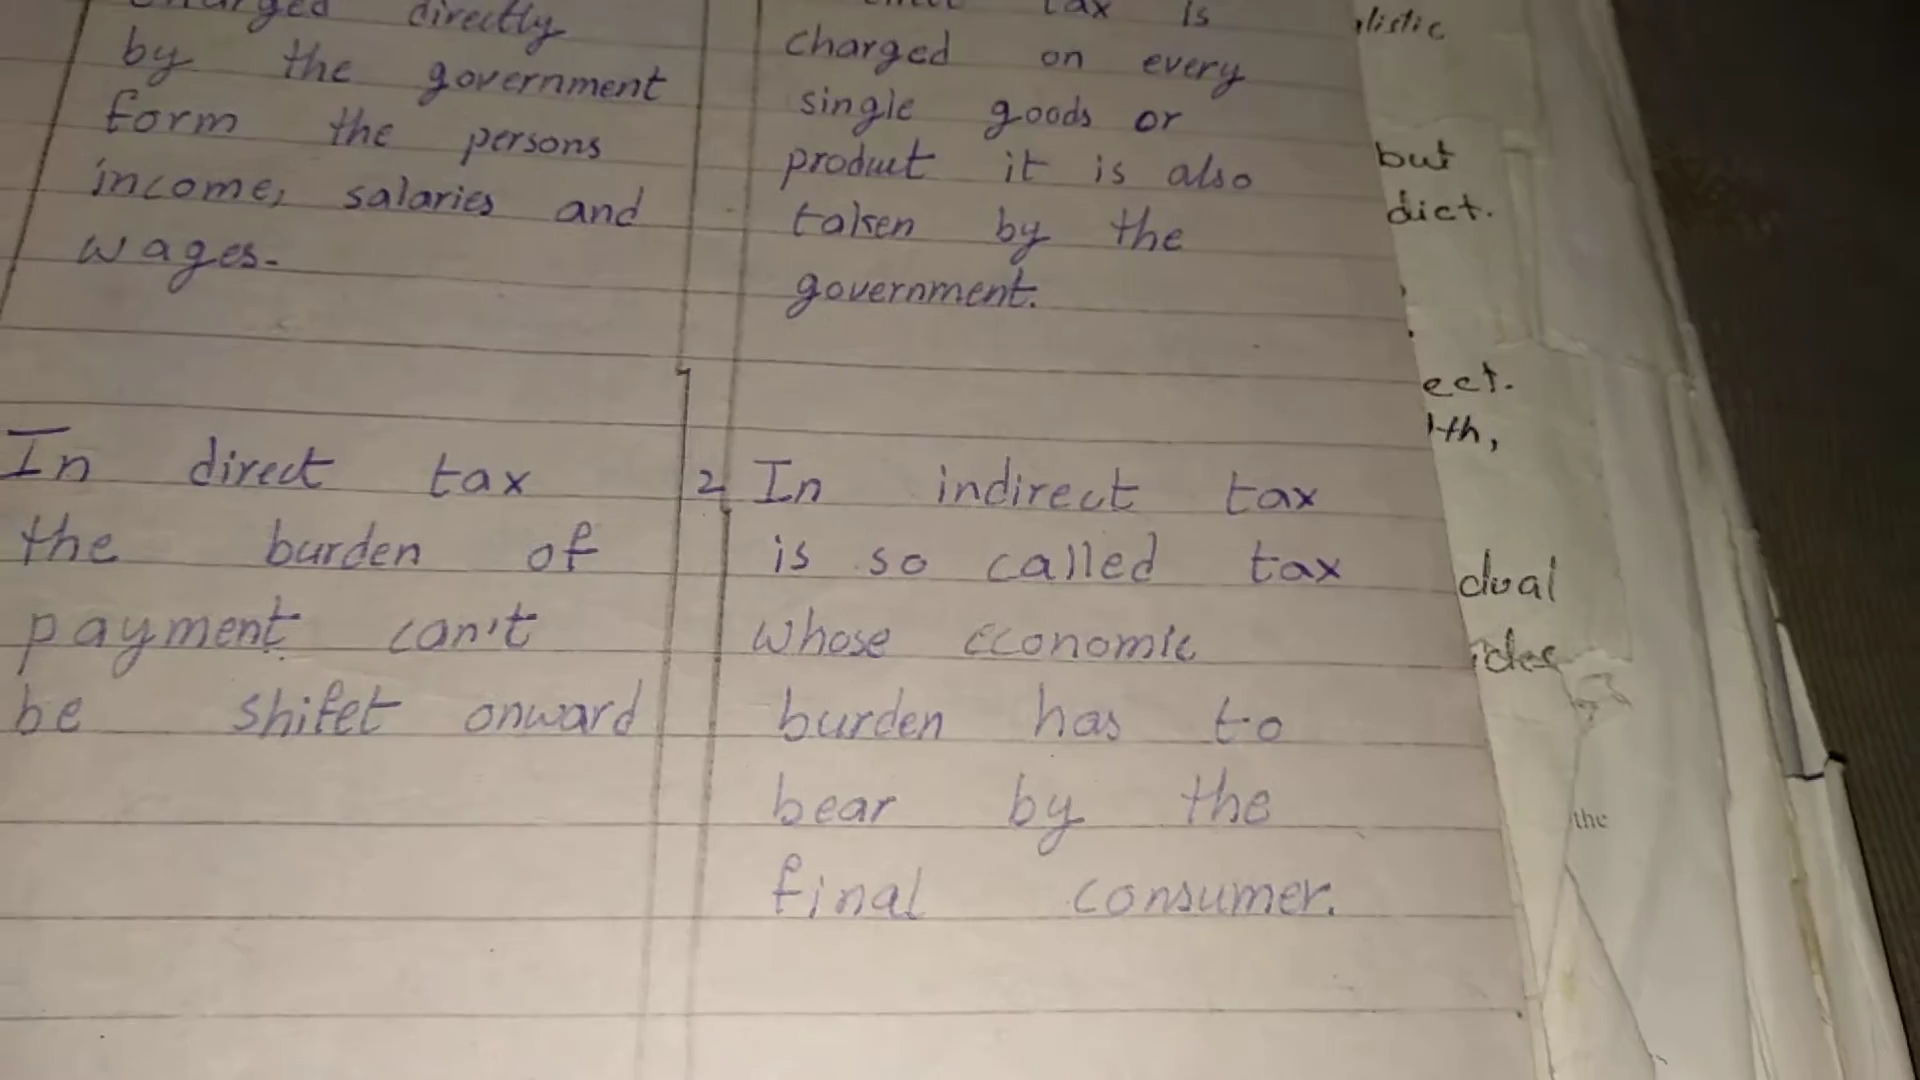 directly
by the government
form the persons
income, salaries and
wages.
In direct tax
the burden of
payment can't
be shifet onward
tax is
charged on every
single goods or
product it is also
taken by the
government.
2 In indirect tax
is so called tax
whose economic
burden has to
bear by the
final consumer.
but
dict.
ect.
dual
the